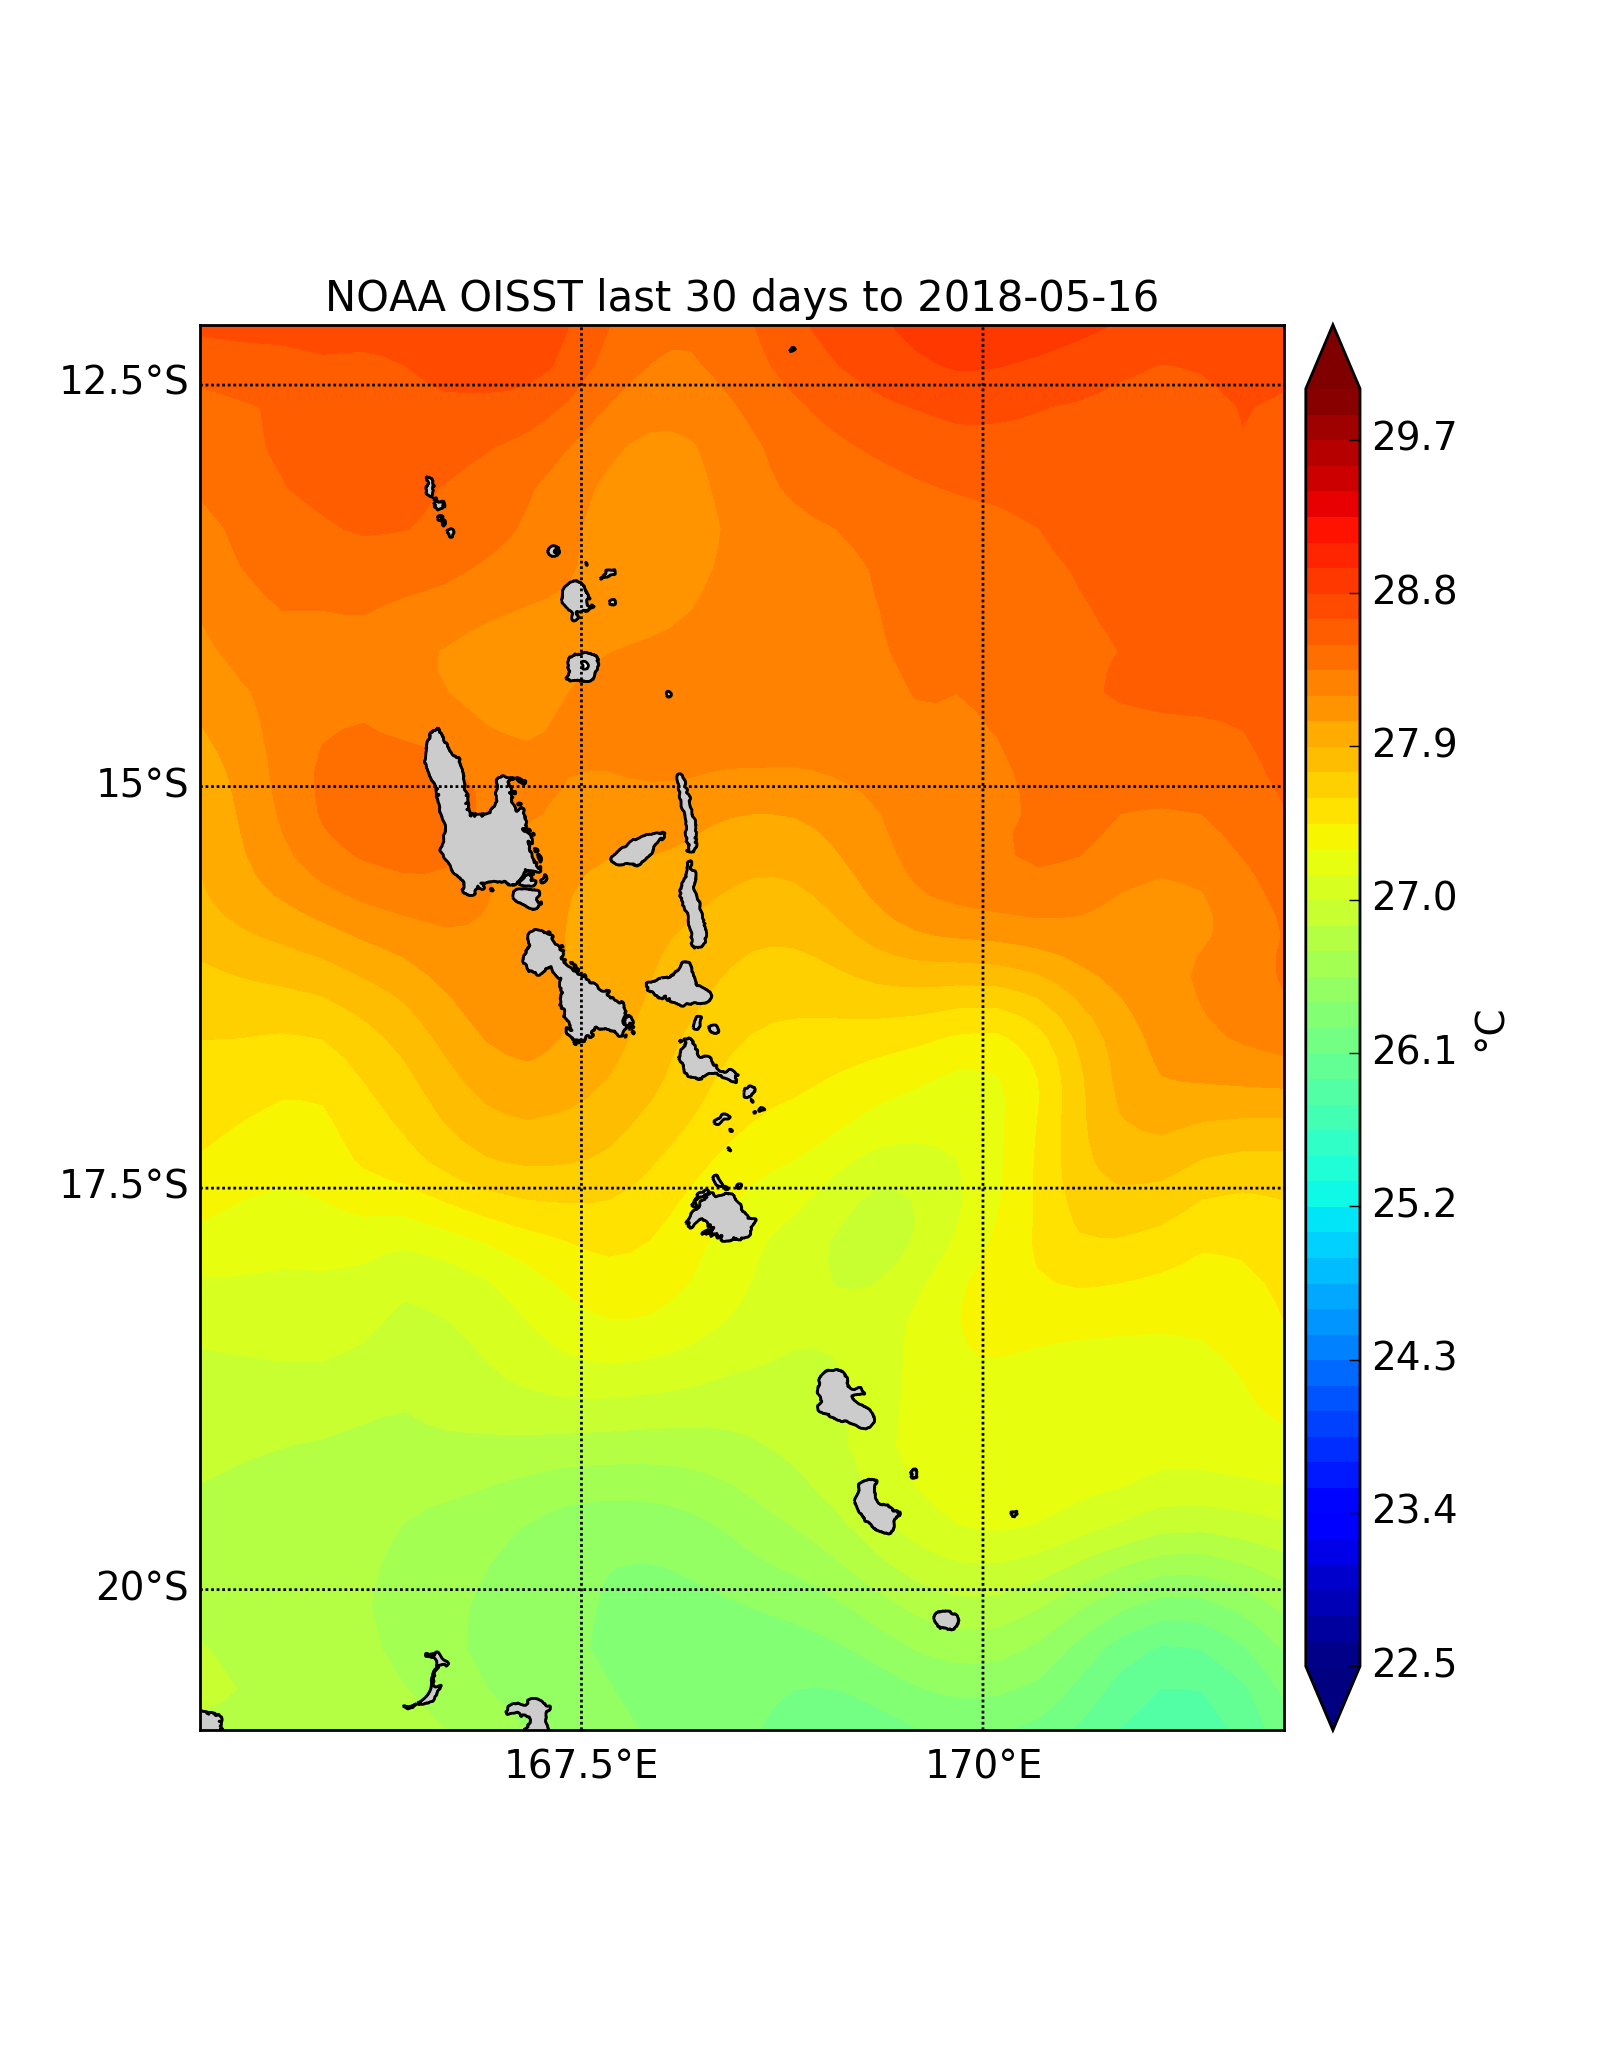 NOAA OISST last 30 days to 2018-05-16
12.5°S
15°S
17.5°S
20°S
167.5°E
170°E
29.7
28.8
27.9
27.0
26.1
25.2
24.3
23.4
22.5
°C